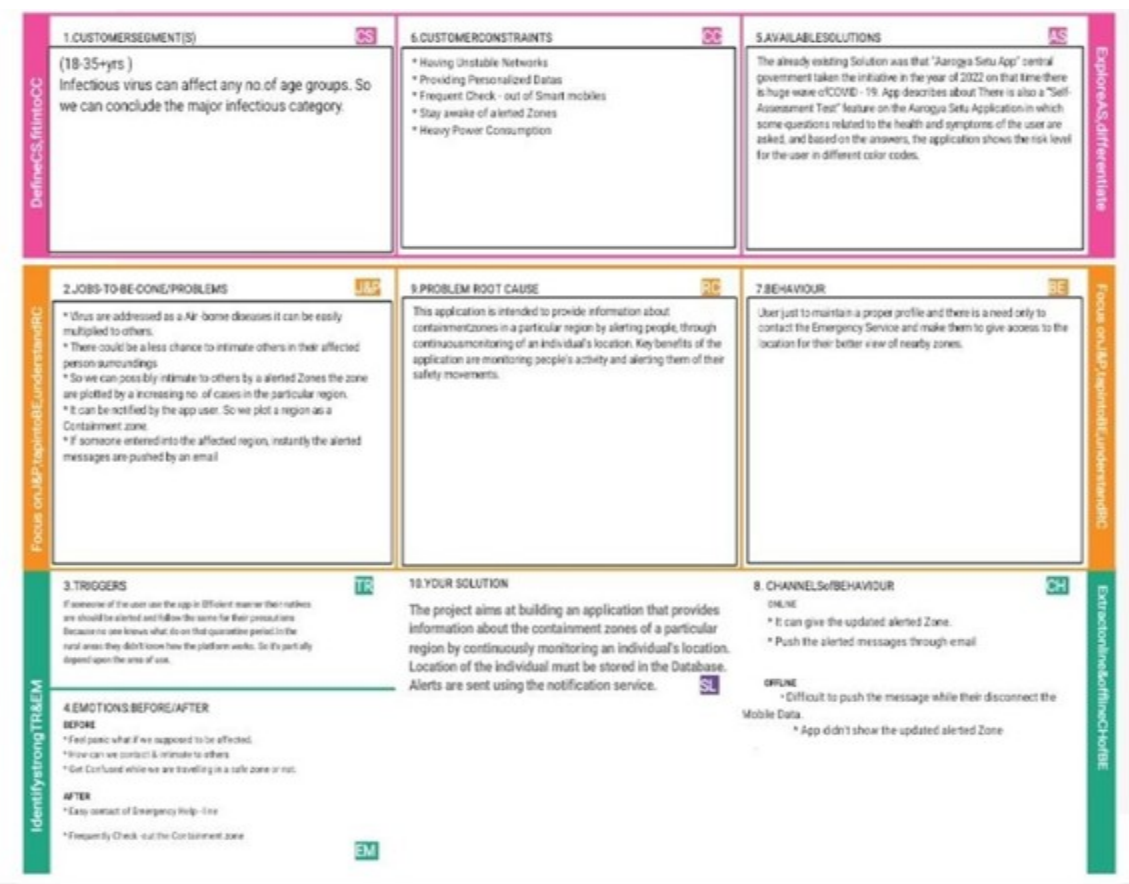 DefineCS,fitintoCC
1.CUSTOMERSEGMENT(S)
CS
(18-35+yrs )
Infectious virus can affect any no.of age groups. So
we can conclude the major infectious category.
6.CUSTOMERCONSTRAINTS
CC
* Having Unstable Networks
* Providing Personalized Datas
* Frequent Check - out of Smart mobiles
* Stay awake of alerted Zones
* Heavy Power Consumption
5.AVAILABLESOLUTIONS
AS
The already existing Solution was that "Aarogya Setu App" central
government taken the initiative in the year of 2022 on that time there
is huge wave ofCOVID - 19. App describes about There is also a "Self-
Assessment Test" feature on the Aarogya Setu Application in which
some questions related to the health and symptoms of the user are
asked, and based on the answers, the application shows the risk level
for the user in different color codes.
ExploreAS,differentiate
Focus onJ&P,tapintoBE,understandRC
2.JOBS-TO-BE-DONE/PROBLEMS
J&P
* Virus are addressed as a Air -borne diseases it can be easily
multiplied to others.
* There could be a less chance to intimate others in their affected
person surroundings
* So we can possibly intimate to others by a alerted Zones the zone
are plotted by a increasing no .of cases in the particular region.
* It can be notified by the app user. So we plot a region as a
Containment zone.
* If someone entered into the affected region, instantly the alerted
messages are pushed by an email
9.PROBLEM ROOT CAUSE
RC
This application is intended to provide information about
containmentzones in a particular region by alerting people, through
continuousmonitoring of an individual's location. Key benefits of the
application are monitoring people's activity and alerting them of their
safety movements.
7.BEHAVIOUR
BE
User just to maintain a proper profile and there is a need only to
contact the Emergency Service and make them to give access to the
location for their better view of nearby zones.
Focus onJ&P,tapintoBE,understandRC
IdentifystrongTR&EM
3.TRIGGERS
TR
If someone of the user use the app in Efficient manner their natives
are should be alerted and follow the same for their precautions
Because no one knows what do on that quarantine period.In the
rural areas they didn't know how the platform works. So it's partially
depend upon the area of use.
4.EMOTIONS:BEFORE/AFTER
BEFORE
* Feel panic what if we supposed to be affected.
* How can we contact & intimate to others
* Get Confused while we are travelling in a safe zone or not.
AFTER
* Easy contact of Emergency Help - line
* Frequently Check -out the Containment zone
EM
10.YOUR SOLUTION
The project aims at building an application that provides
information about the containment zones of a particular
region by continuously monitoring an individual's location.
Location of the individual must be stored in the Database.
Alerts are sent using the notification service.
SL
8. CHANNELSofBEHAVIOUR
CH
ONLINE
* It can give the updated alerted Zone.
* Push the alerted messages through email
OFFLINE
* Difficult to push the message while their disconnect the
Mobile Data.
* App didn't show the updated alerted Zone
Extractonline&offlineCHofBE